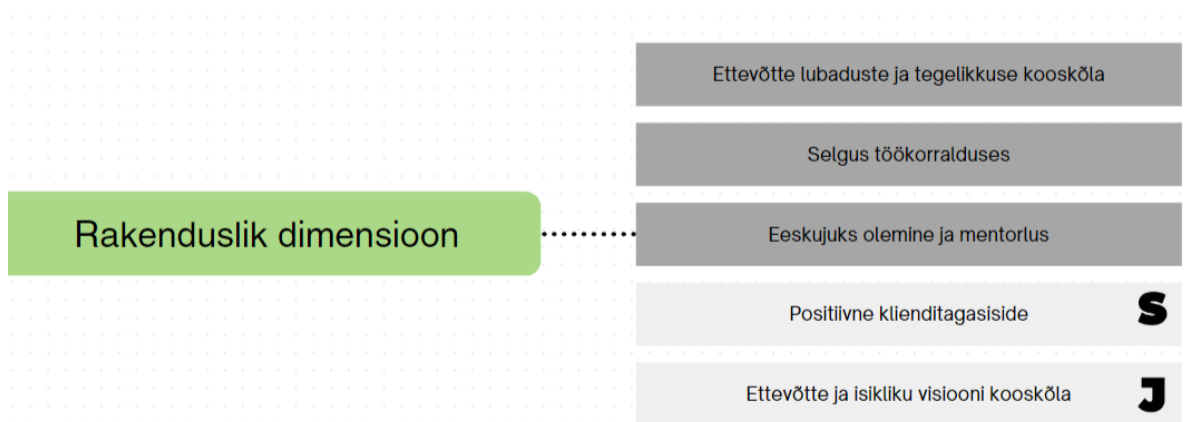 Ettevõtte lubaduste ja tegelikkuse kooskõla
Selgus töökorralduses
Rakenduslik dimensioon
Eeskujuks olemine ja mentorlus
Positiivne klienditagasiside S
Ettevõtte ja isikliku visiooni kooskõla J